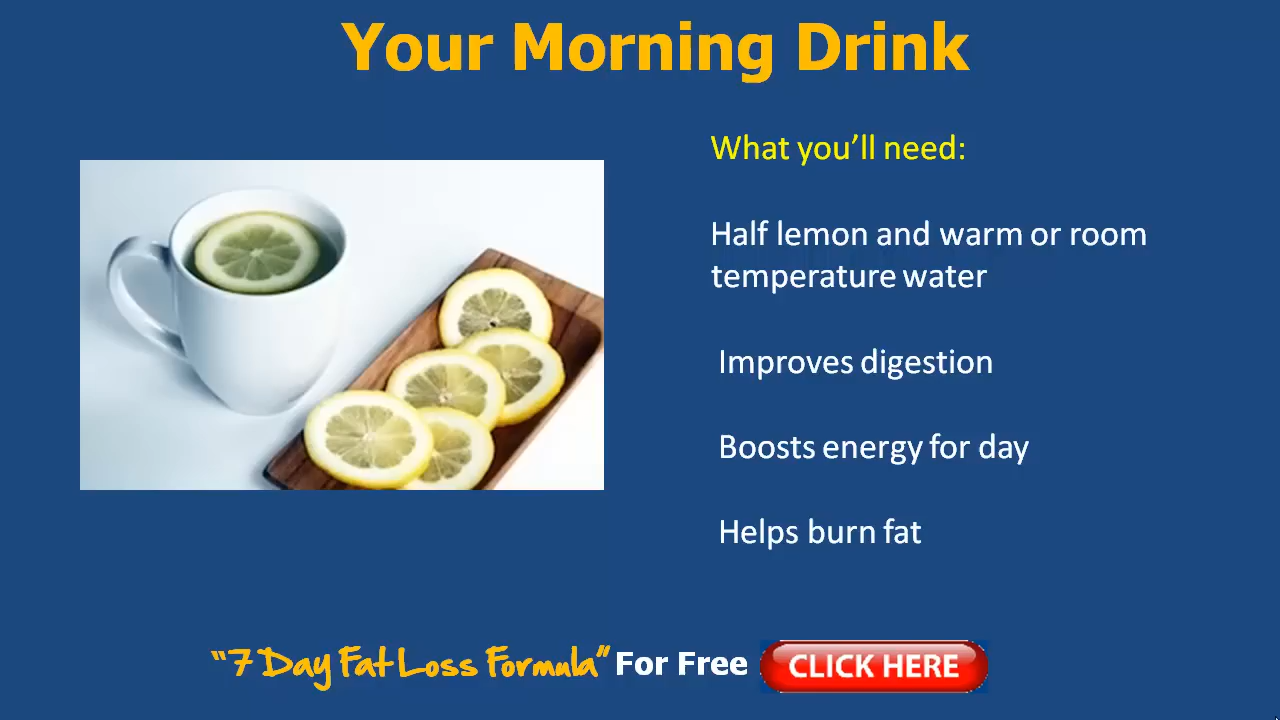 Your Morning Drink
What you’ll need:
Half lemon and warm or room
temperature water
Improves digestion
Boosts energy for day
Helps burn fat
“7 Day Fat Loss Formula” For Free CLICK HERE